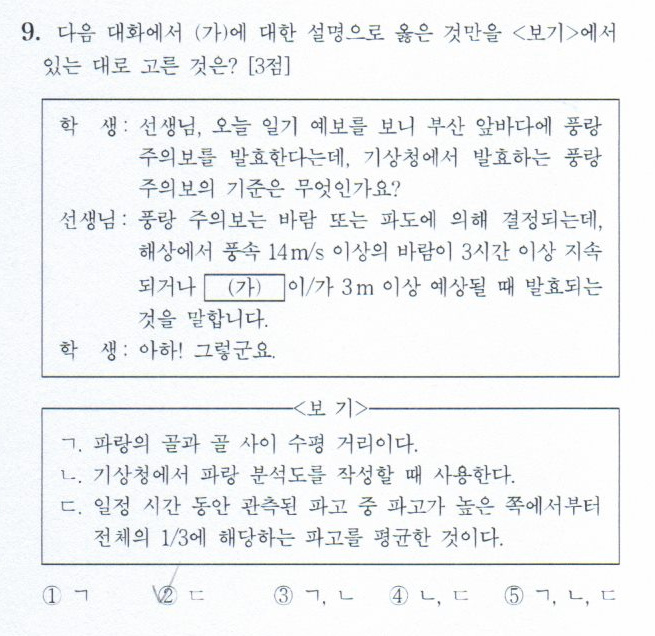 9. 다음 대화에서 (가)에 대한 설명으로 옳은 것만을 <보기>에서
있는 대로 고른 것은? [3점]
학 생: 선생님, 오늘 일기 예보를 보니 부산 앞바다에 풍랑
주의보를 발효한다는데, 기상청에서 발효하는 풍랑
주의보의 기준은 무엇인가요?
선생님: 풍랑 주의보는 바람 또는 파도에 의해 결정되는데,
해상에서 풍속 14m/s 이상의 바람이 3시간 이상 지속
되거나 (가) 이/가 3m 이상 예상될 때 발효되는
것을 말합니다.
학 생: 아하! 그렇군요.
<보 기>
ㄱ. 파랑의 골과 골 사이 수평 거리이다.
ㄴ. 기상청에서 파랑 분석도를 작성할 때 사용한다.
ㄷ. 일정 시간 동안 관측된 파고 중 파고가 높은 쪽에서부터
전체의 1/3에 해당하는 파고를 평균한 것이다.
① ㄱ ② ㄷ ③ ㄱ, ㄴ ④ ㄴ, ㄷ ⑤ ㄱ, ㄴ, ㄷ